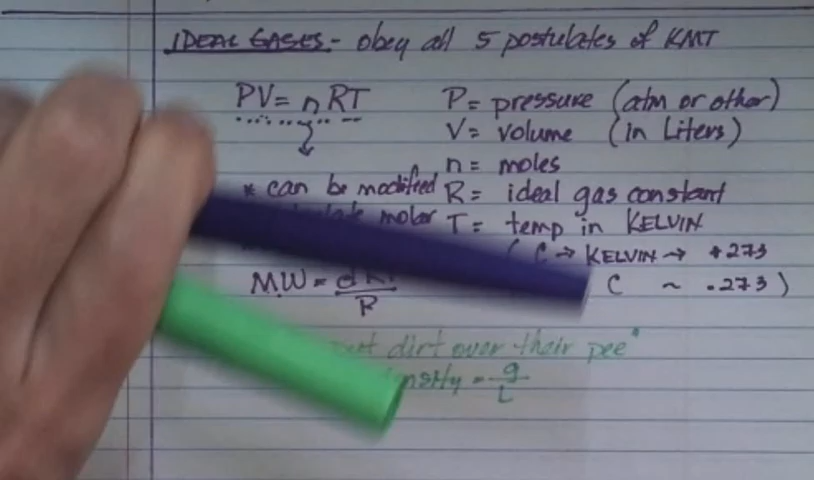 IDEAL GASES - obey all 5 postulates of KMT
PV = nRT
P = pressure (atm or other)
V = volume (in Liters)
n = moles
* can be modified
R = ideal gas constant
molar
T = temp in KELVIN
( C → KELVIN → +273
MW =
C ~ -273 )
dirt over their pee"
= g
L